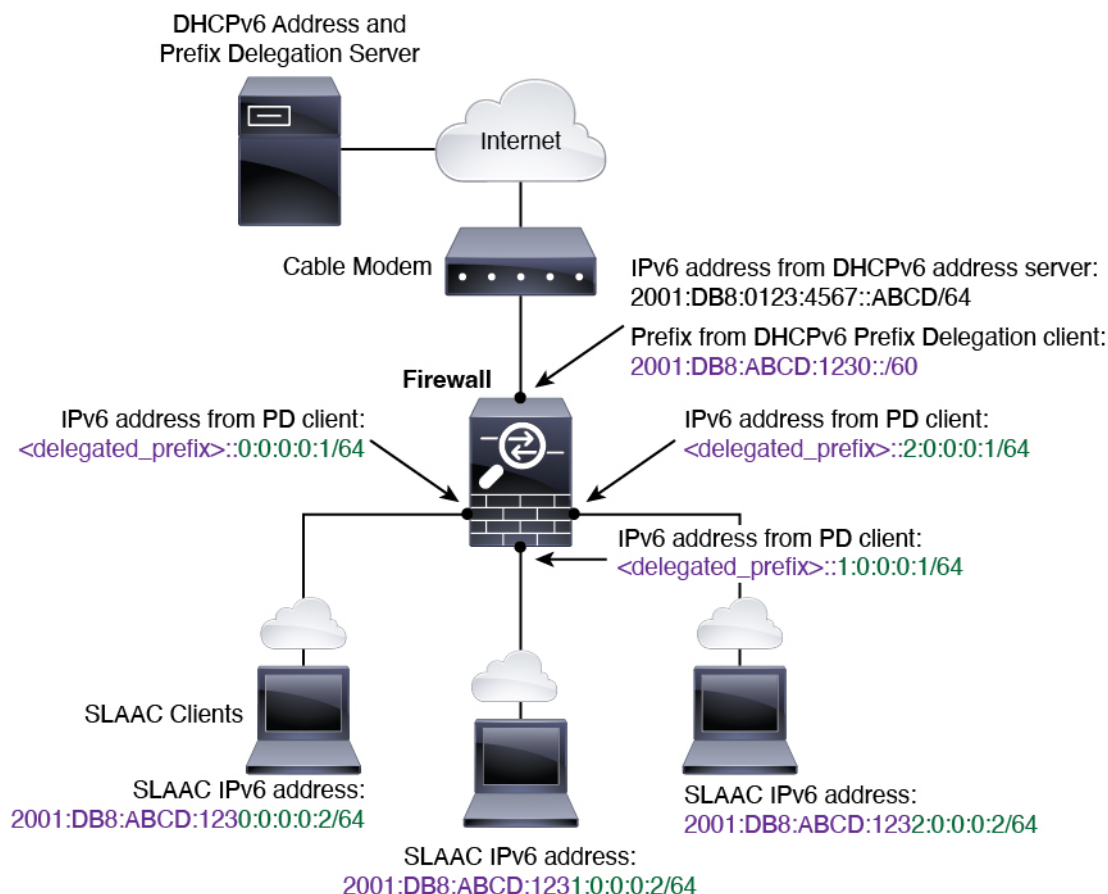 DHCPv6 Address and
Prefix Delegation Server
Internet
Cable Modem
IPv6 address from DHCPv6 address server:
2001:DB8:0123:4567::ABCD/64
Prefix from DHCPv6 Prefix Delegation client:
2001:DB8:ABCD:1230::/60
Firewall
IPv6 address from PD client:
<delegated_prefix>::0:0:0:0:1/64
IPv6 address from PD client:
<delegated_prefix>::2:0:0:0:1/64
IPv6 address from PD client:
<delegated_prefix>::1:0:0:0:1/64
SLAAC Clients
SLAAC IPv6 address:
2001:DB8:ABCD:1230:0:0:0:2/64
SLAAC IPv6 address:
2001:DB8:ABCD:1232:0:0:0:2/64
SLAAC IPv6 address:
2001:DB8:ABCD:1231:0:0:0:2/64